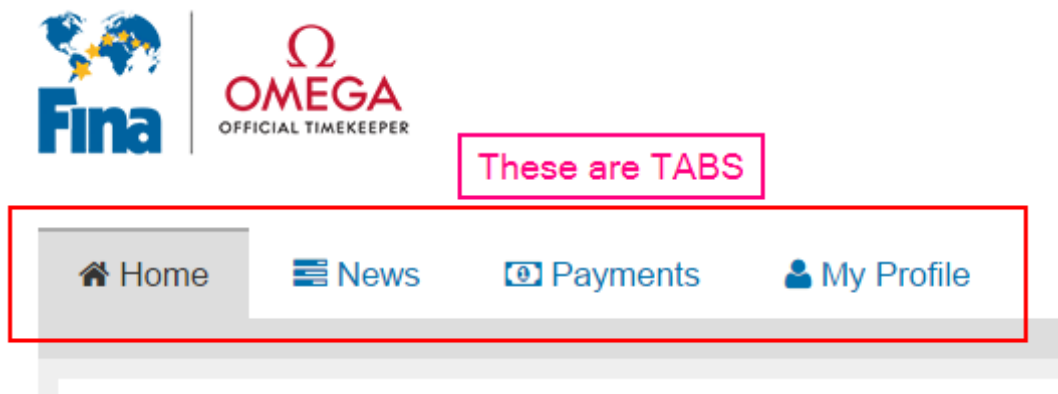 Fina
Ω
OMEGA
OFFICIAL TIMEKEEPER
These are TABS
Home News Payments My Profile